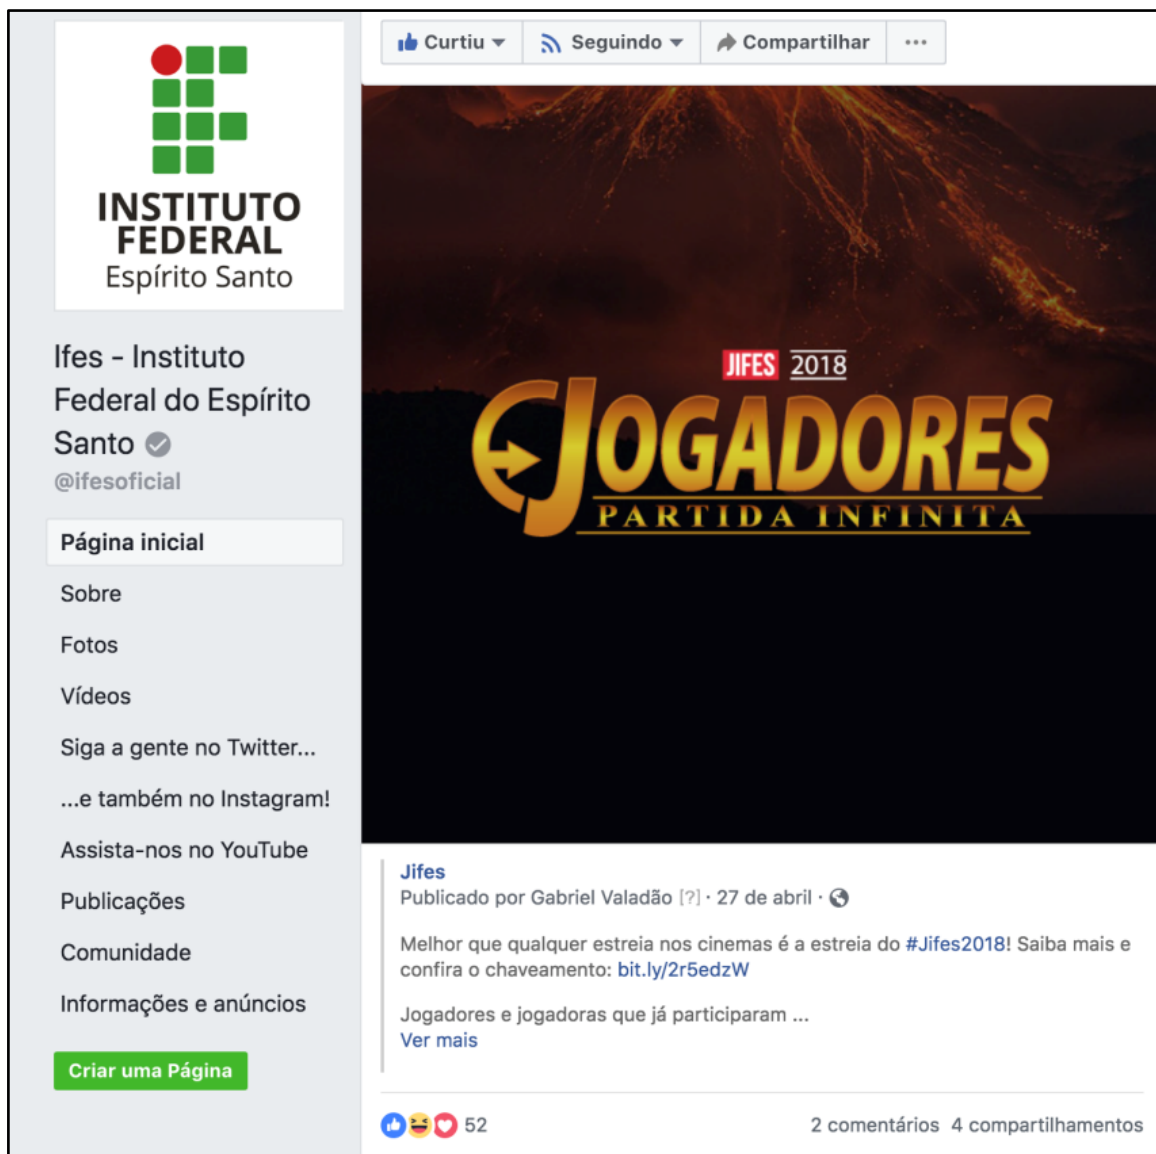 INSTITUTO
FEDERAL
Espírito Santo
Ifes - Instituto
Federal do Espírito
Santo
@ifesoficial
Página inicial
Sobre
Fotos
Vídeos
Siga a gente no Twitter...
...e também no Instagram!
Assista-nos no YouTube
Publicações
Comunidade
Informações e anúncios
Criar uma Página
Curtiu
Seguindo
Compartilhar
JIFES 2018
JOGADORES
PARTIDA INFINITA
Jifes
Publicado por Gabriel Valadão [?] · 27 de abril ·
Melhor que qualquer estreia nos cinemas é a estreia do #Jifes2018! Saiba mais e
confira o chaveamento: bit.ly/2r5edzW
Jogadores e jogadoras que já participaram ...
Ver mais
52
2 comentários 4 compartilhamentos